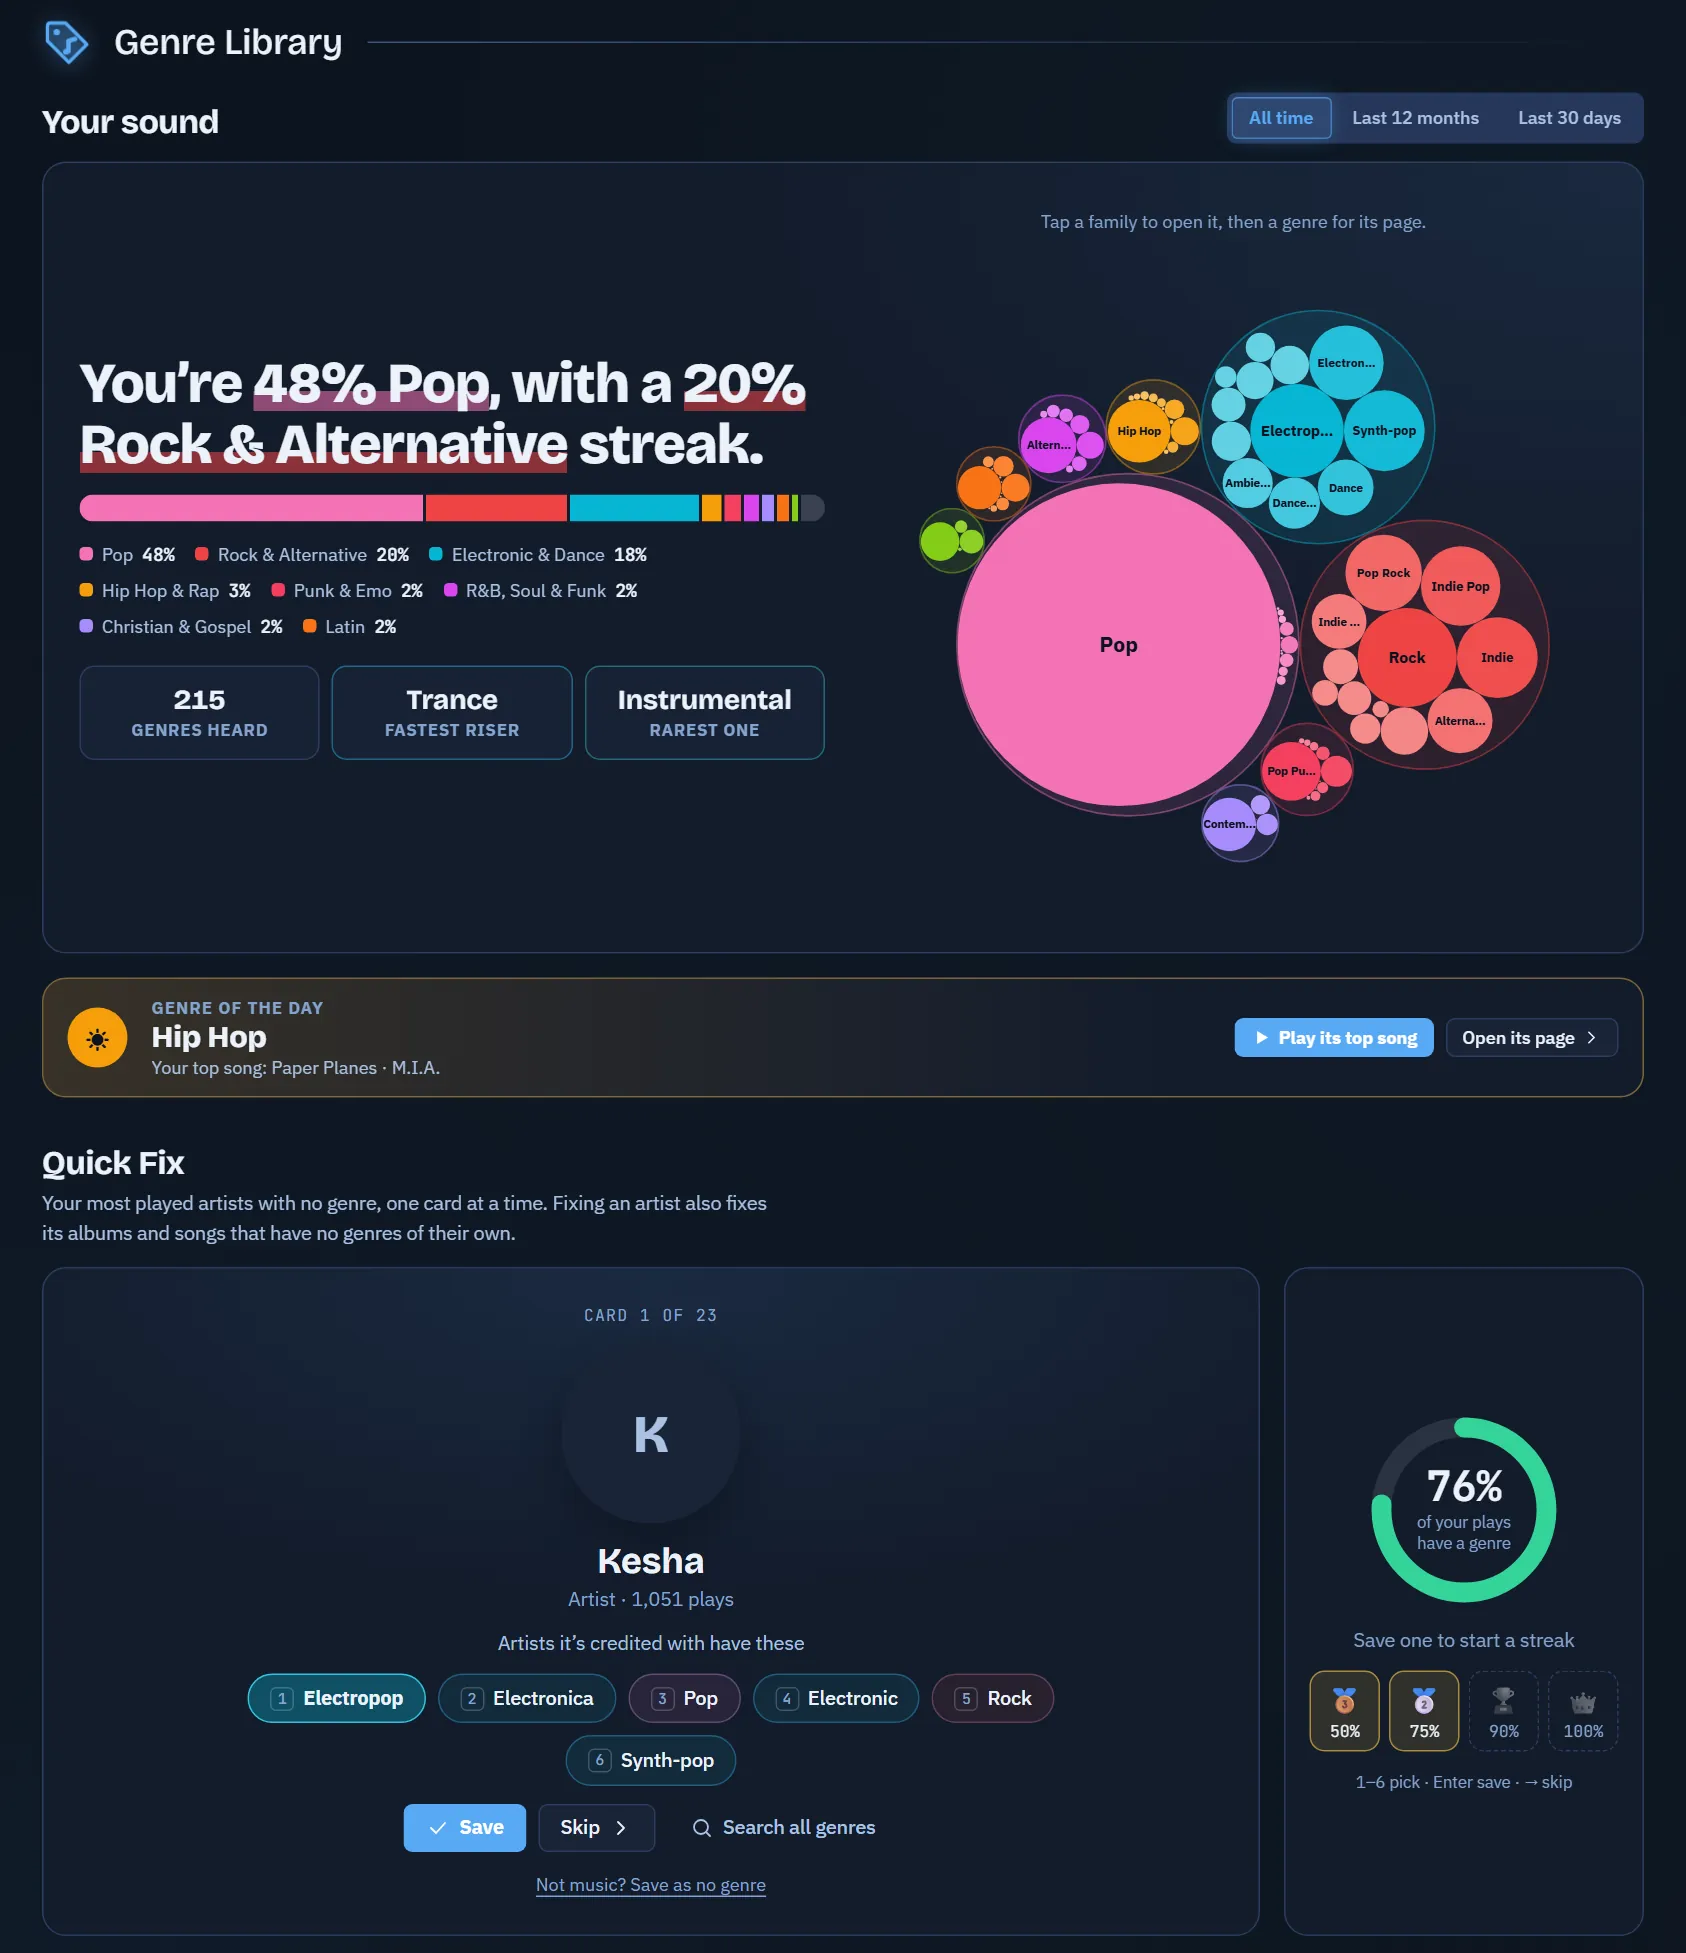 Genre Library
Your sound
All time
Last 12 months
Last 30 days
Tap a family to open it, then a genre for its page.
You’re 48% Pop, with a 20%
Rock & Alternative streak.
Pop 48%
Rock & Alternative 20%
Electronic & Dance 18%
Hip Hop & Rap 3%
Punk & Emo 2%
R&B, Soul & Funk 2%
Christian & Gospel 2%
Latin 2%
215
GENRES HEARD
Trance
FASTEST RISER
Instrumental
RAREST ONE
Electron...
Electrop...
Synth-pop
Ambie...
Dance...
Dance
Hip Hop
Altern...
Pop
Pop Rock
Indie Pop
Indie ...
Rock
Indie
Alterna...
Pop Pu...
Contem...
GENRE OF THE DAY
Hip Hop
Your top song: Paper Planes · M.I.A.
Play its top song
Open its page
Quick Fix
Your most played artists with no genre, one card at a time. Fixing an artist also fixes
its albums and songs that have no genres of their own.
CARD 1 OF 23
K
Kesha
Artist · 1,051 plays
Artists it’s credited with have these
1 Electropop
2 Electronica
3 Pop
4 Electronic
5 Rock
6 Synth-pop
Save
Skip
Search all genres
Not music? Save as no genre
76%
of your plays
have a genre
Save one to start a streak
3
50%
2
75%
90%
100%
1–6 pick · Enter save · → skip